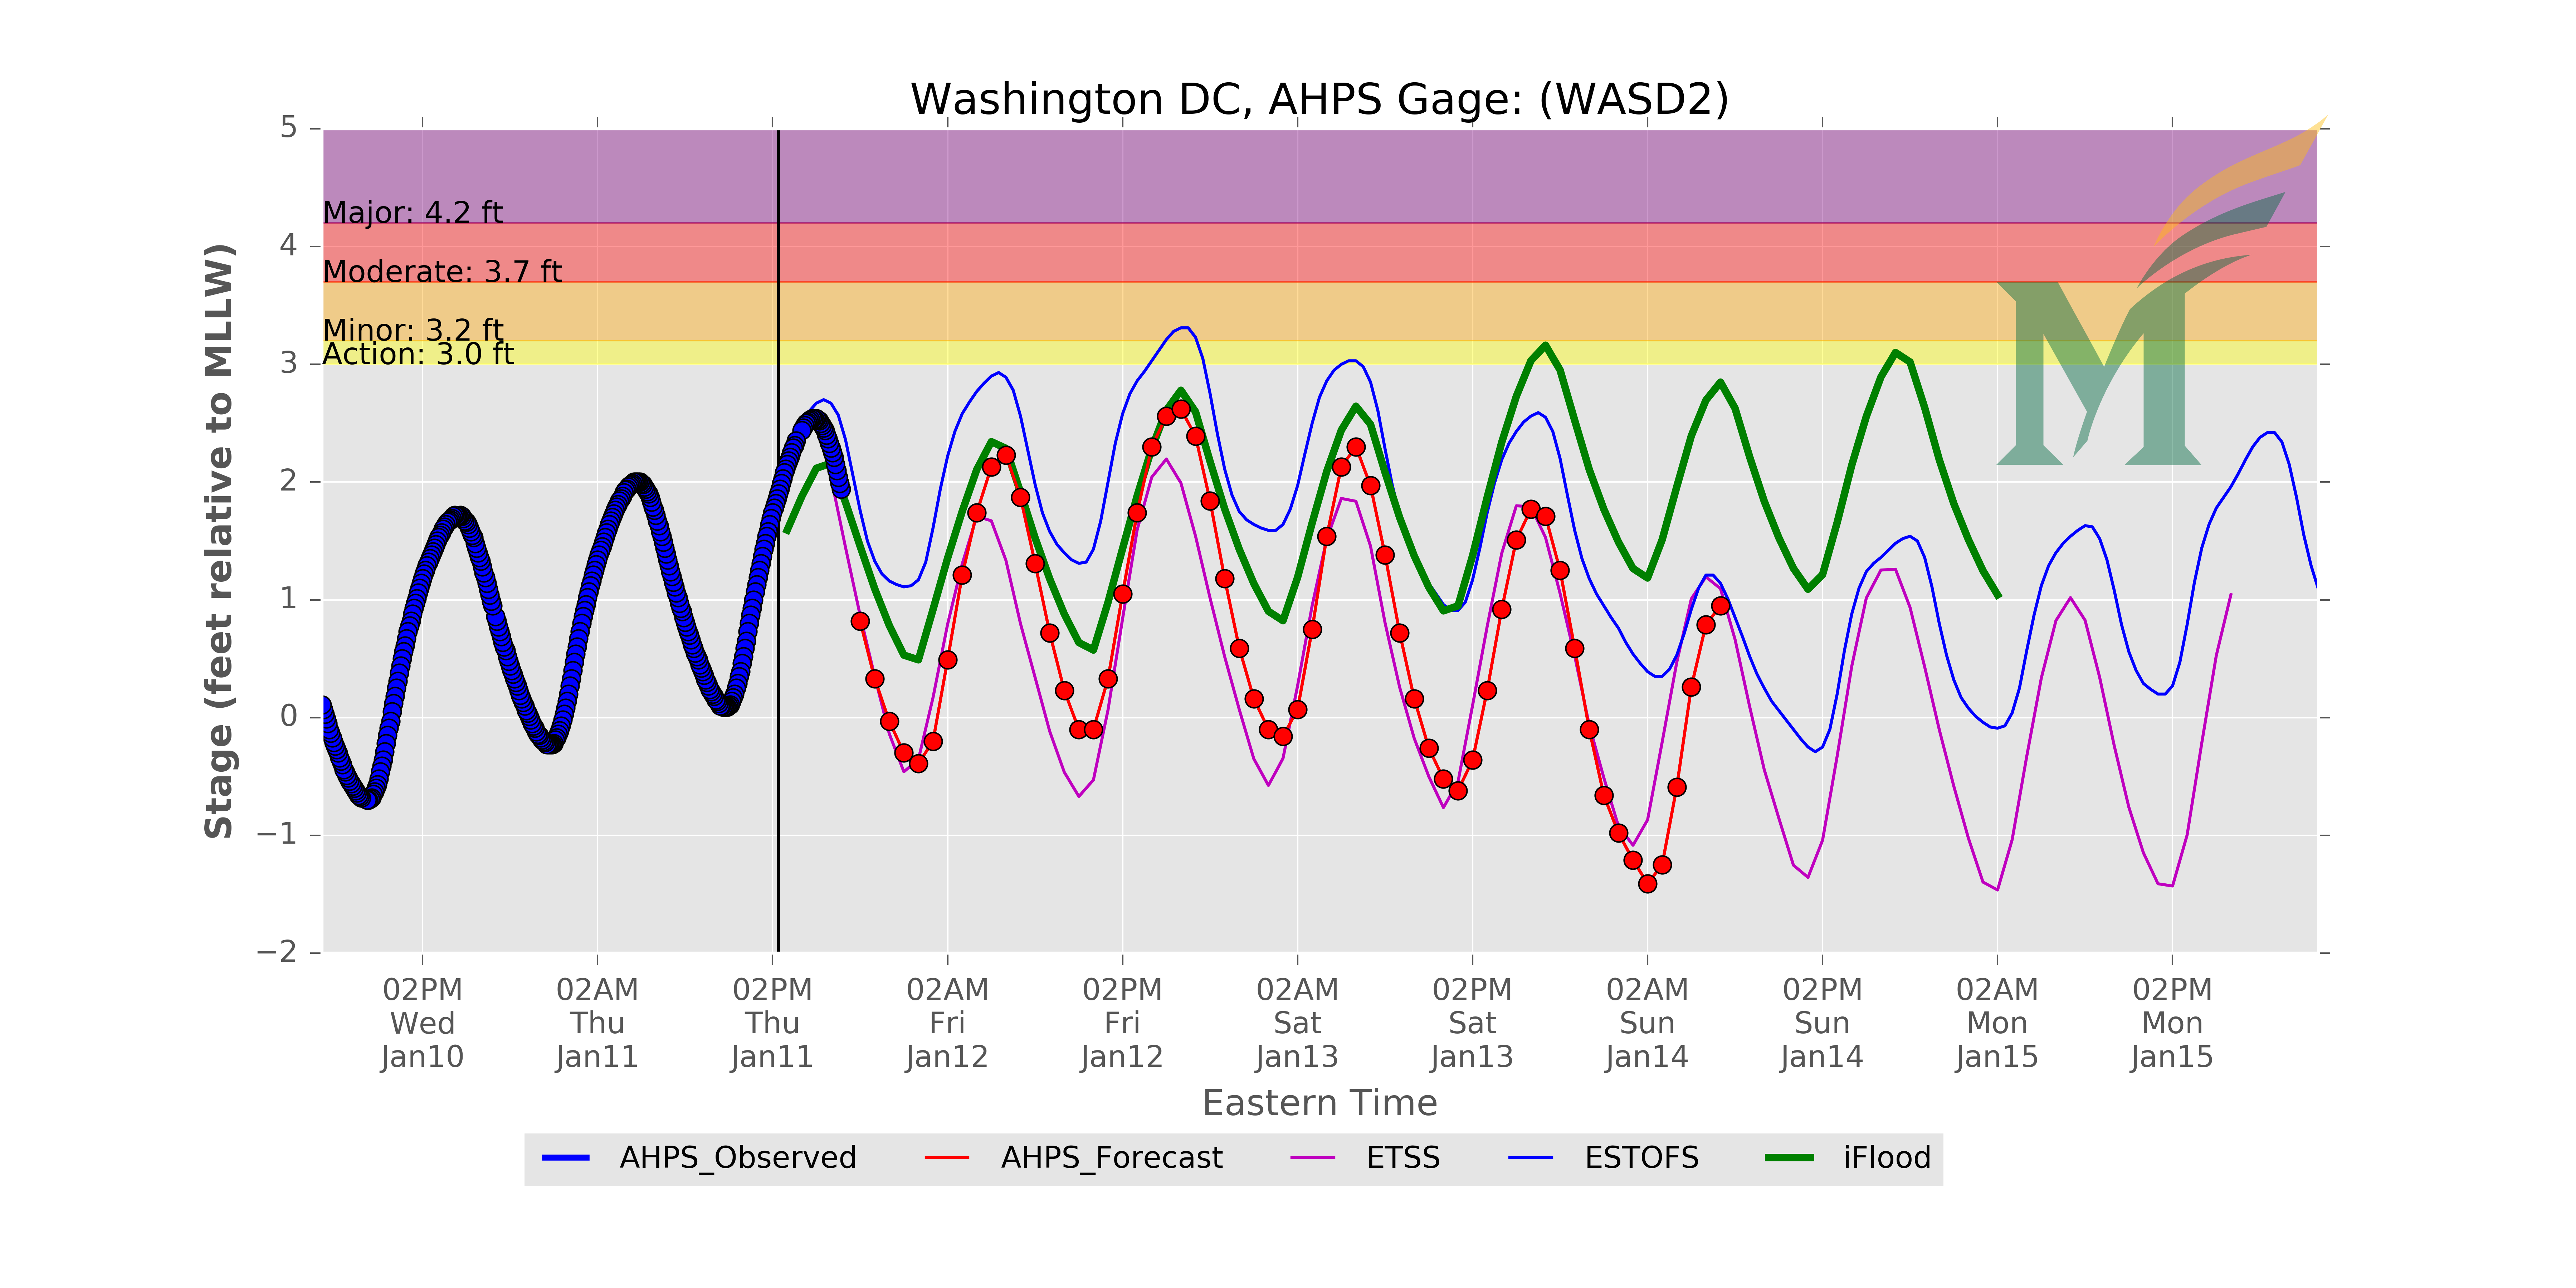 Washington DC, AHPS Gage: (WASD2)
5
Major: 4.2 ft
4
Moderate: 3.7 ft
Minor: 3.2 ft
Action: 3.0 ft
3
2
1
0
−1
−2
Stage (feet relative to MLLW)
M
02PM 02AM 02PM 02AM 02PM 02AM 02PM 02AM 02PM 02AM 02PM
Wed Thu Thu Fri Fri Sat Sat Sun Sun Mon Mon
Jan10 Jan11 Jan11 Jan12 Jan12 Jan13 Jan13 Jan14 Jan14 Jan15 Jan15
Eastern Time
AHPS_Observed AHPS_Forecast ETSS ESTOFS iFlood